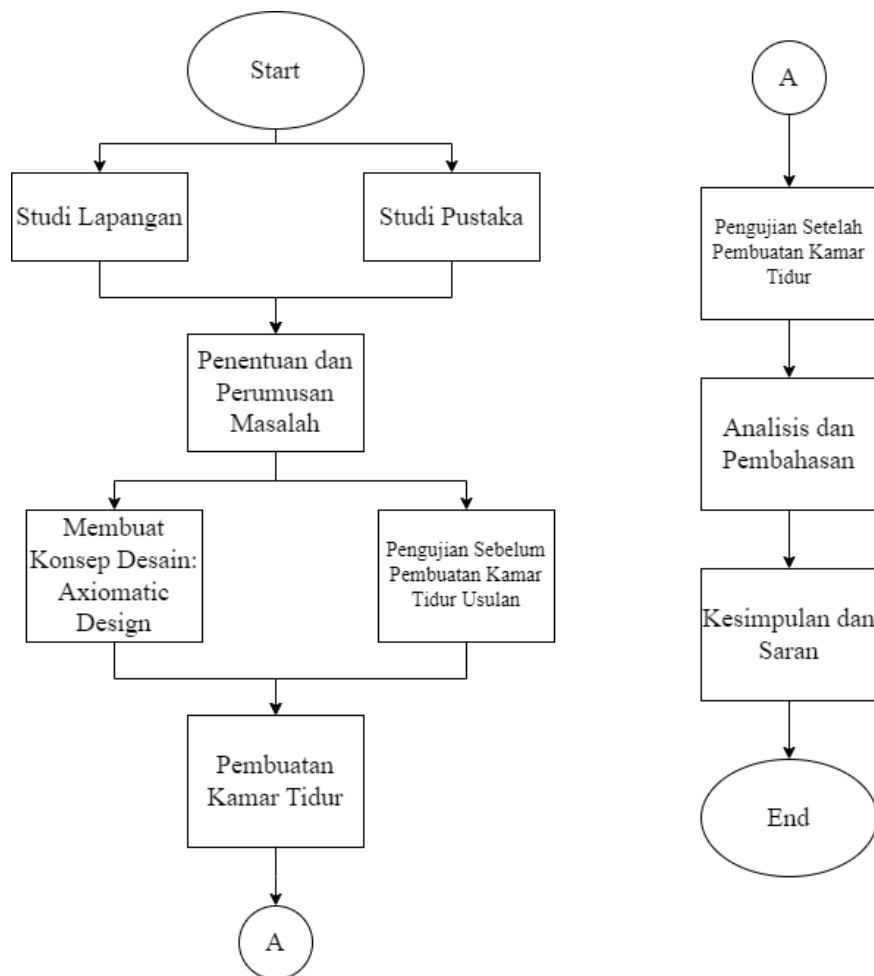 Start
Studi Lapangan
Studi Pustaka
Penentuan dan
Perumusan
Masalah
Membuat
Konsep Desain:
Axiomatic
Design
Pengujian Sebelum
Pembuatan Kamar
Tidur Usulan
Pembuatan
Kamar Tidur
A
A
Pengujian Setelah
Pembuatan Kamar
Tidur
Analisis dan
Pembahasan
Kesimpulan dan
Saran
End